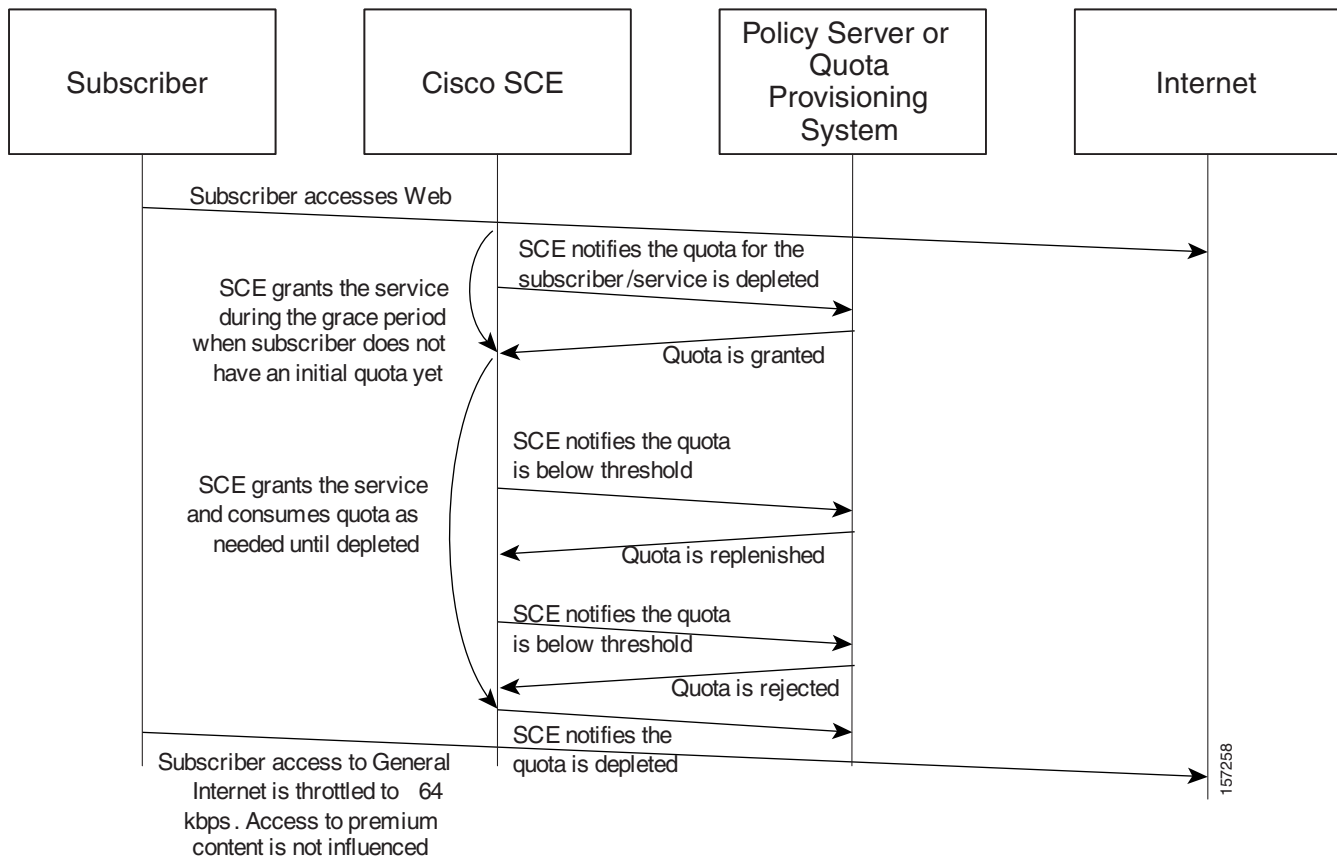 Subscriber
Cisco SCE
Policy Server or
Quota
Provisioning
System
Internet
Subscriber accesses Web
SCE notifies the quota for the
subscriber/service is depleted
SCE grants the service
during the grace period
when subscriber does not
have an initial quota yet
Quota is granted
SCE notifies the quota
is below threshold
SCE grants the service
and consumes quota as
needed until depleted
Quota is replenished
SCE notifies the quota
is below threshold
Quota is rejected
SCE notifies the
quota is depleted
Subscriber access to General
Internet is throttled to 64
kbps. Access to premium
content is not influenced
157258